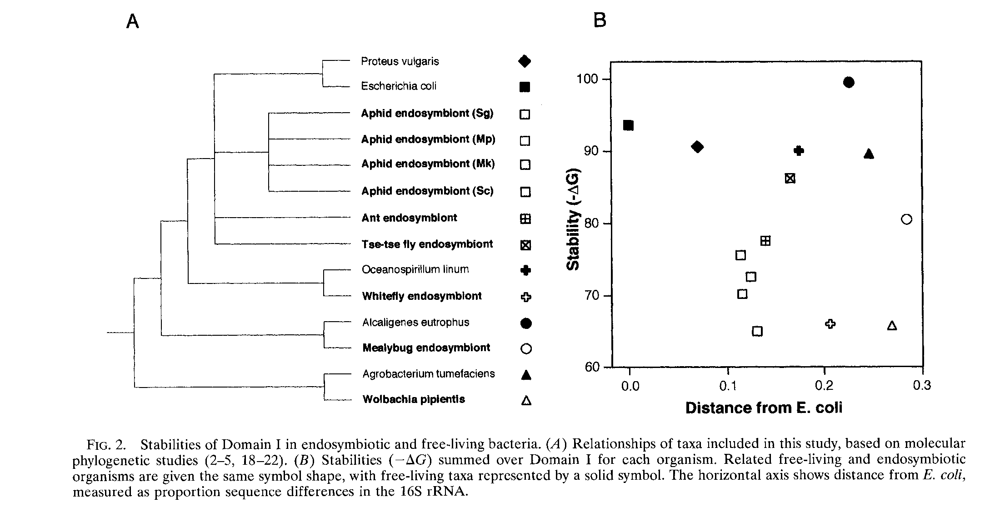 A
B
Proteus vulgaris
Escherichia coli
Aphid endosymbiont (Sg)
Aphid endosymbiont (Mp)
Aphid endosymbiont (Mk)
Aphid endosymbiont (Sc)
Ant endosymbiont
Tse-tse fly endosymbiont
Oceanospirillum linum
Whitefly endosymbiont
Alcaligenes eutrophus
Mealybug endosymbiont
Agrobacterium tumefaciens
Wolbachia pipientis
Stability (-ΔG)
100
90
80
70
60
0.0 0.1 0.2 0.3
Distance from E. coli
FIG. 2. Stabilities of Domain I in endosymbiotic and free-living bacteria. (A) Relationships of taxa included in this study, based on molecular
phylogenetic studies (2–5, 18–22). (B) Stabilities (−ΔG) summed over Domain I for each organism. Related free-living and endosymbiotic
organisms are given the same symbol shape, with free-living taxa represented by a solid symbol. The horizontal axis shows distance from E. coli,
measured as proportion sequence differences in the 16S rRNA.